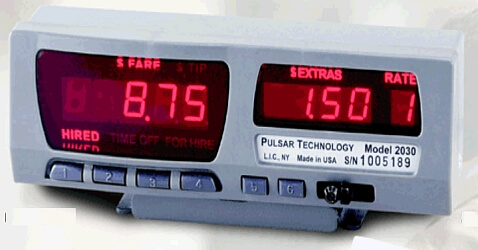 $ FARE $ TIP
8.75
HIRED TIME OFF FOR HIRE
$EXTRAS RATE
1.50 1
PULSAR TECHNOLOGY Model 2030
L.I.C., NY Made in USA S/N 1005189
1 2 3 4 5 6